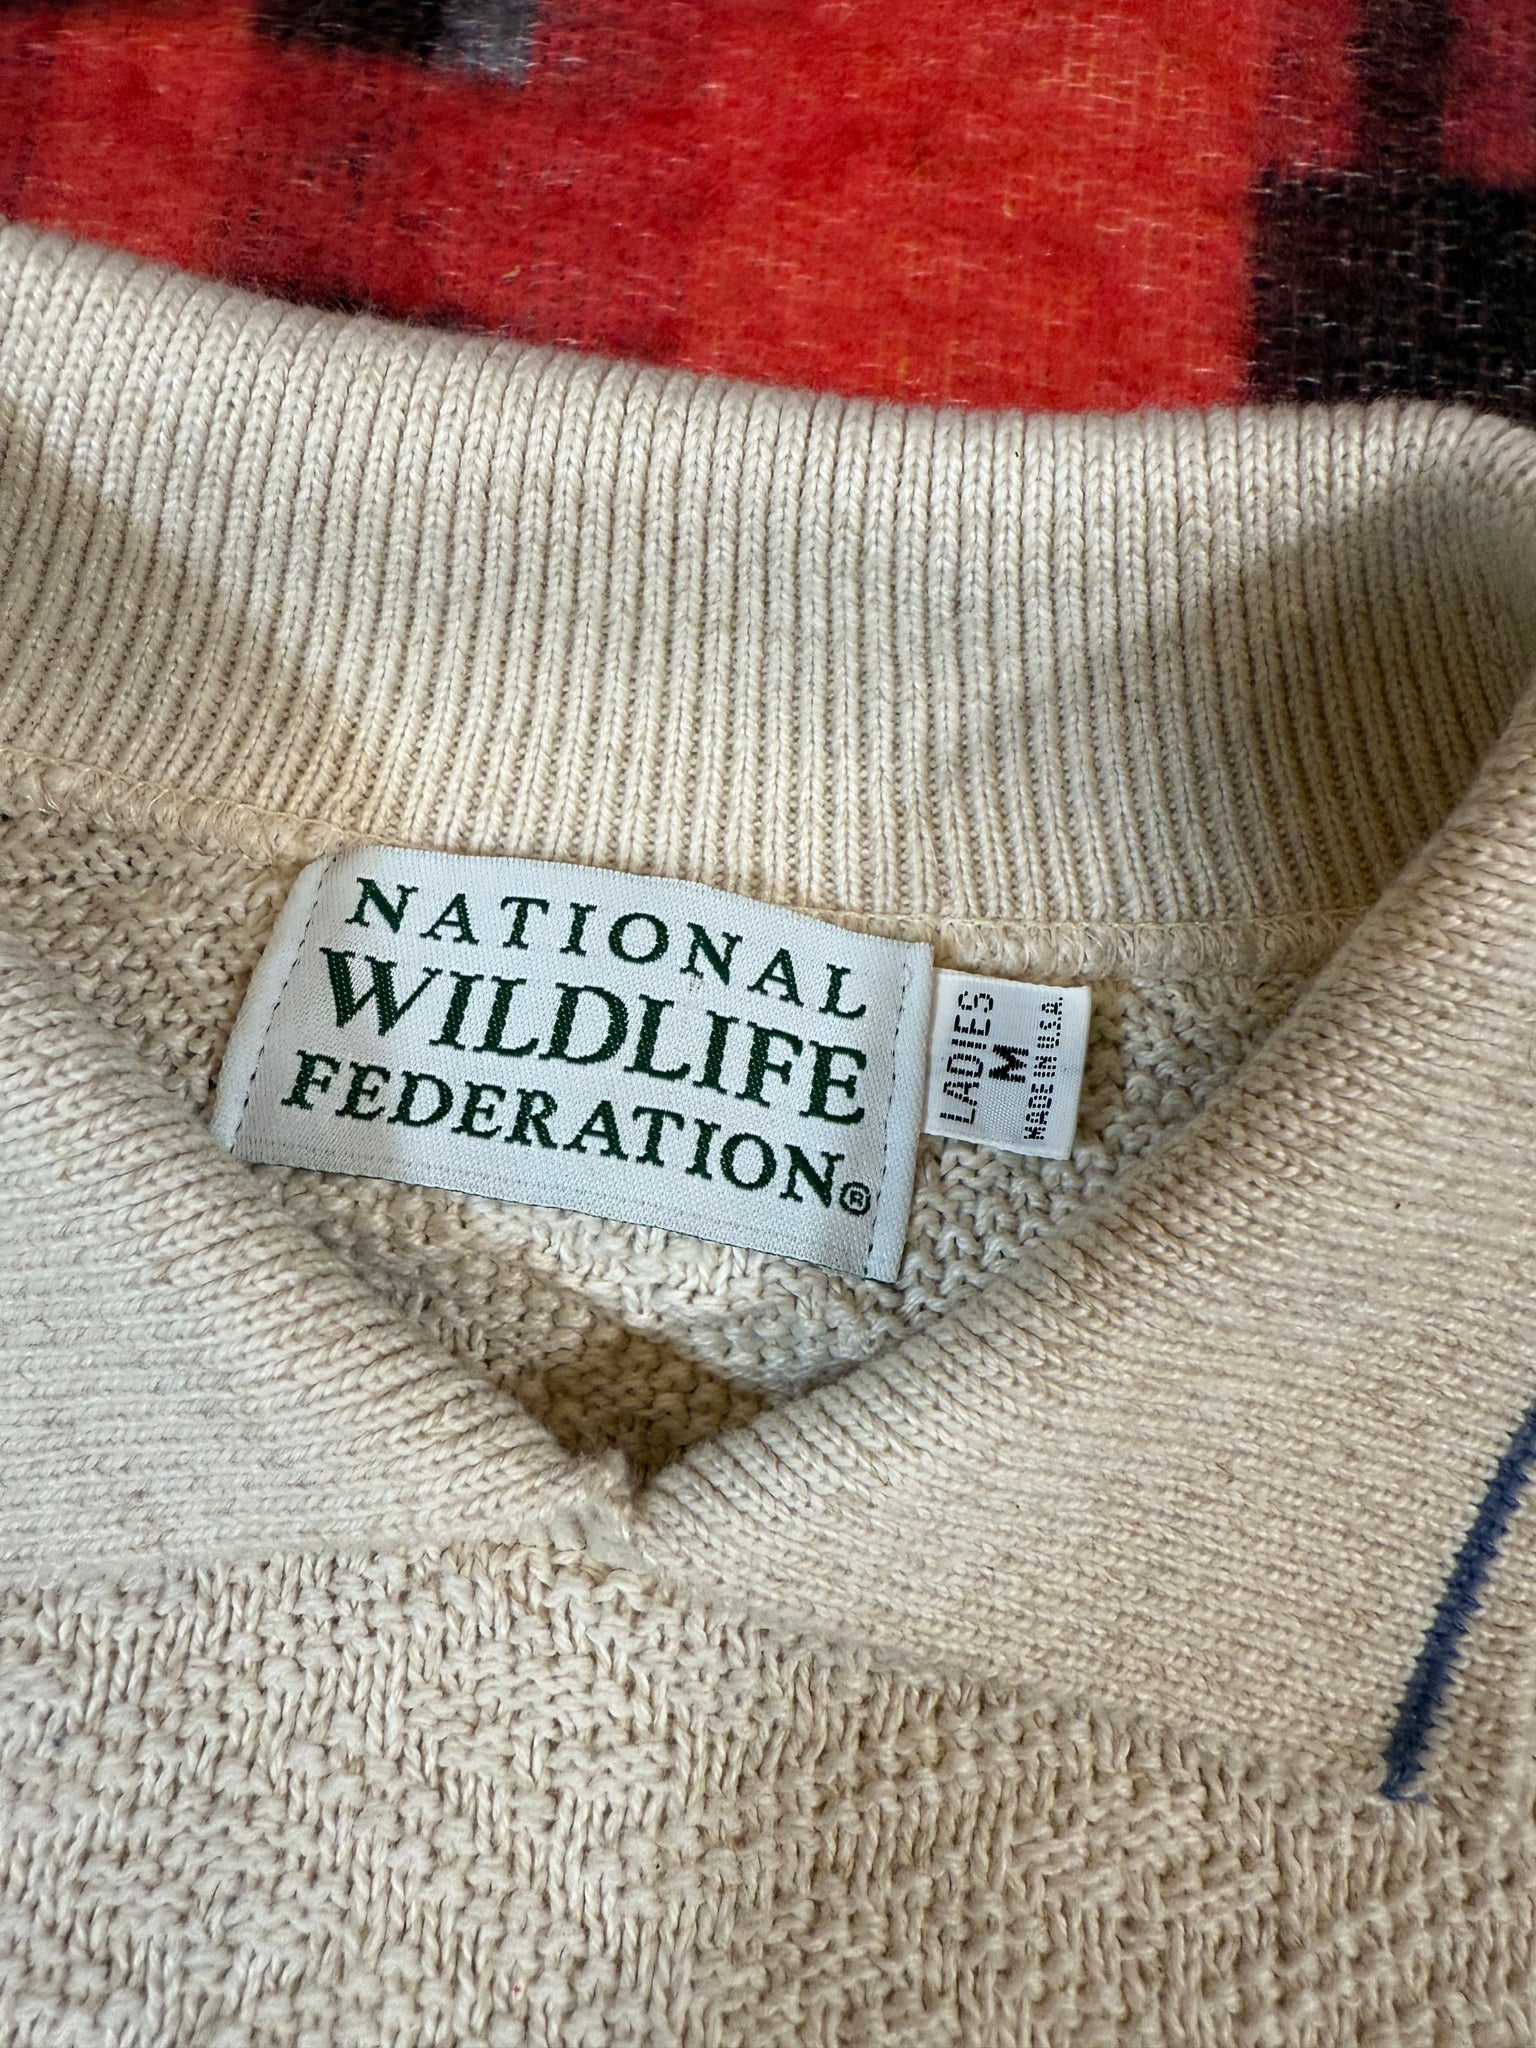 NATIONAL
WILDLIFE
FEDERATION®
LADIES
M
MADE IN U.S.A.